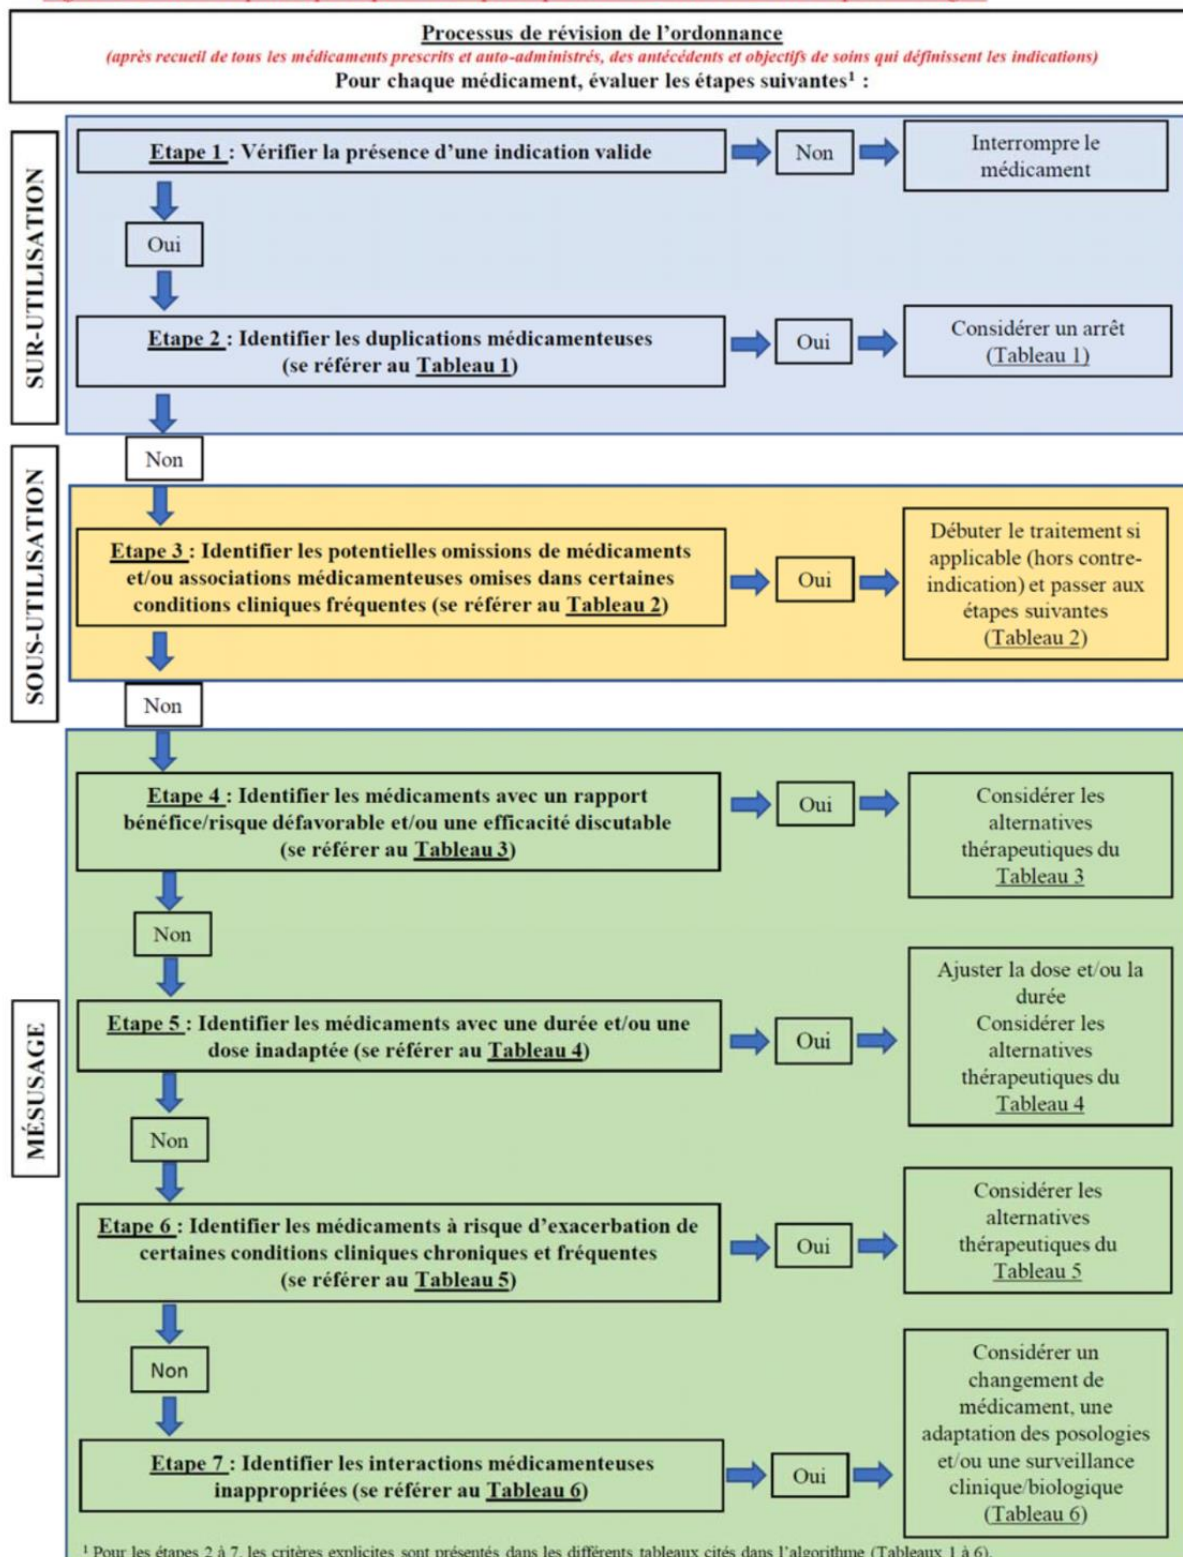 Processus de révision de l'ordonnance
(après recueil de tous les médicaments prescrits et auto-administrés, des antécédents et objectifs de soins qui définissent les indications)
Pour chaque médicament, évaluer les étapes suivantes¹ :
SUR-UTILISATION
Etape 1 : Vérifier la présence d'une indication valide
Non
Interrompre le
médicament
Oui
Etape 2 : Identifier les duplications médicamenteuses
(se référer au Tableau 1)
Oui
Considérer un arrêt
(Tableau 1)
Non
SOUS-UTILISATION
Etape 3 : Identifier les potentielles omissions de médicaments
et/ou associations médicamenteuses omises dans certaines
conditions cliniques fréquentes (se référer au Tableau 2)
Oui
Débuter le traitement si
applicable (hors contre-
indication) et passer aux
étapes suivantes
(Tableau 2)
Non
MÉSUSAGE
Etape 4 : Identifier les médicaments avec un rapport
bénéfice/risque défavorable et/ou une efficacité discutable
(se référer au Tableau 3)
Oui
Considérer les
alternatives
thérapeutiques du
Tableau 3
Non
Etape 5 : Identifier les médicaments avec une durée et/ou une
dose inadaptée (se référer au Tableau 4)
Oui
Ajuster la dose et/ou la
durée
Considérer les
alternatives
thérapeutiques du
Tableau 4
Non
Etape 6 : Identifier les médicaments à risque d'exacerbation de
certaines conditions cliniques chroniques et fréquentes
(se référer au Tableau 5)
Oui
Considérer les
alternatives
thérapeutiques du
Tableau 5
Non
Etape 7 : Identifier les interactions médicamenteuses
inappropriées (se référer au Tableau 6)
Oui
Considérer un
changement de
médicament, une
adaptation des posologies
et/ou une surveillance
clinique/biologique
(Tableau 6)
¹ Pour les étapes 2 à 7, les critères explicites sont présentés dans les différents tableaux cités dans l'algorithme (Tableaux 1 à 6).